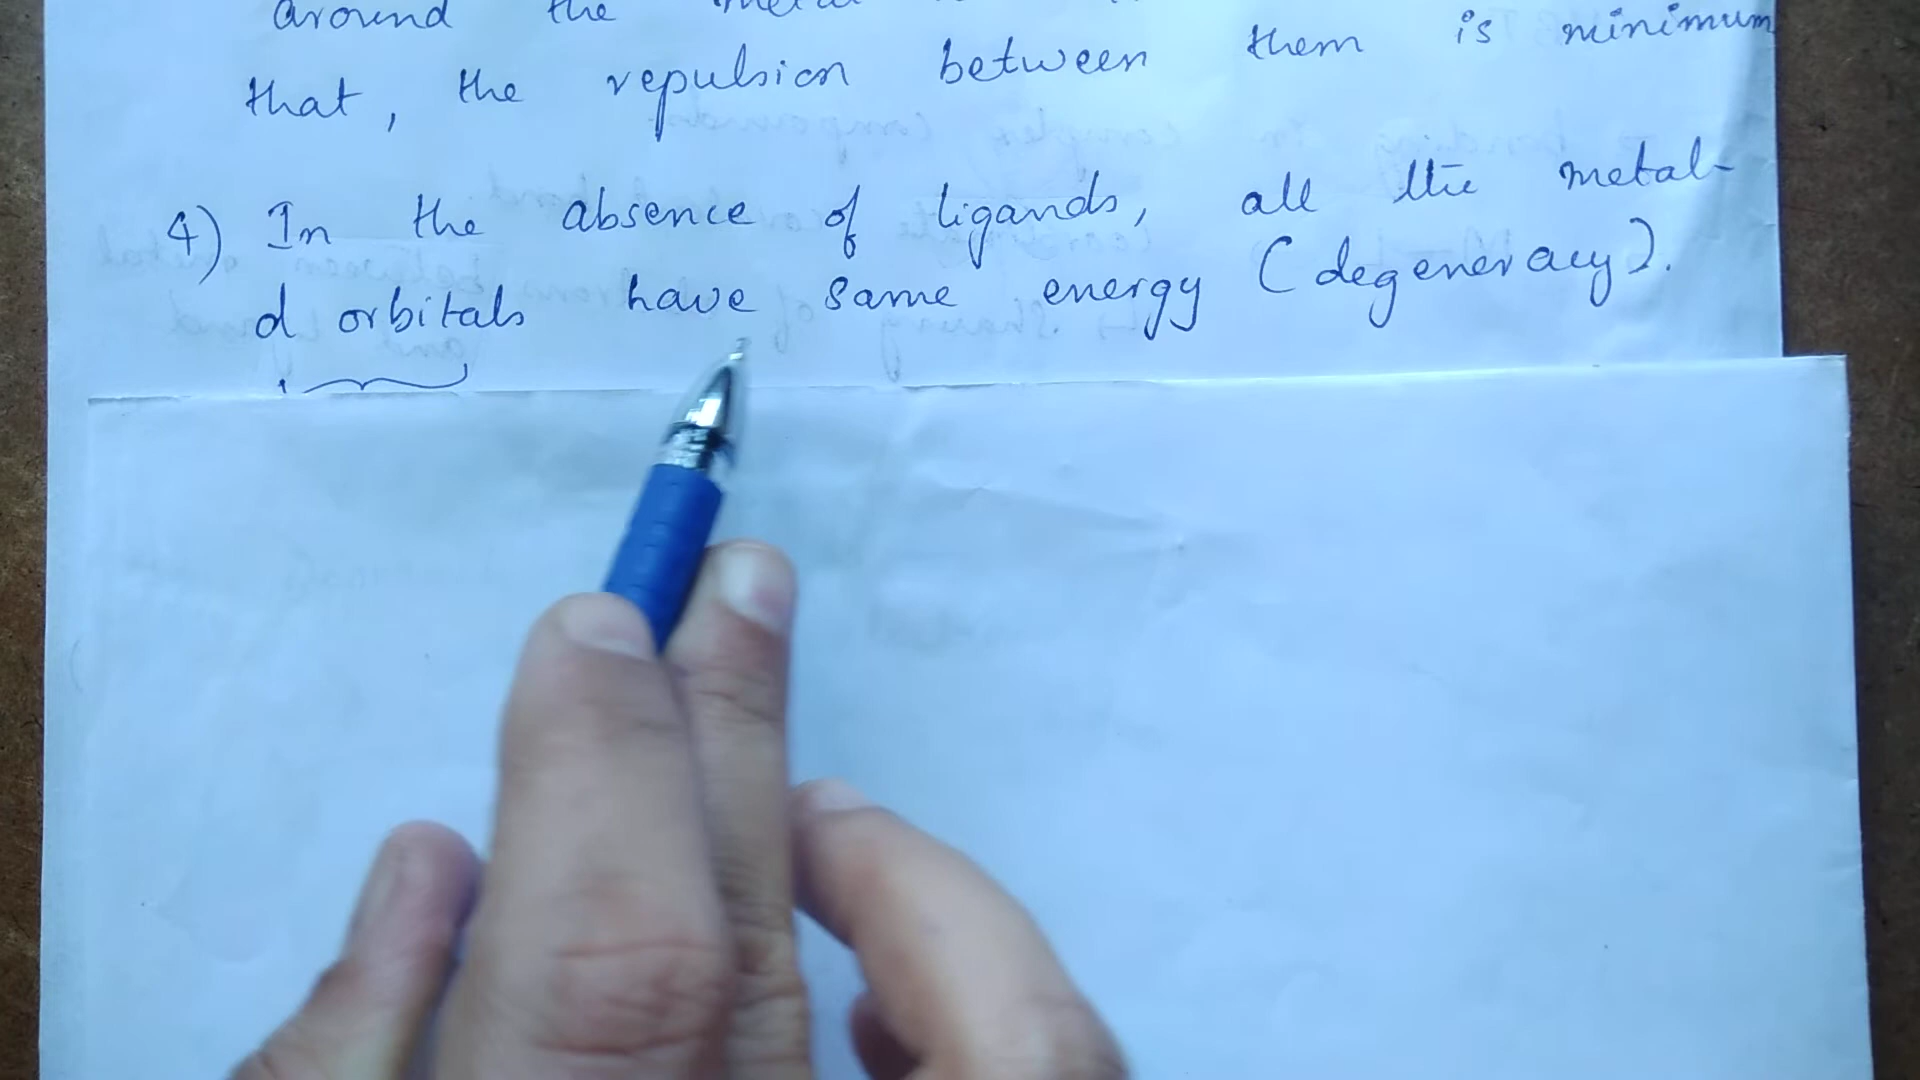 around the metal
that, the repulsion between them is minimum
4) In the absence of ligands, all the metal-
d orbitals have same energy (degeneracy).